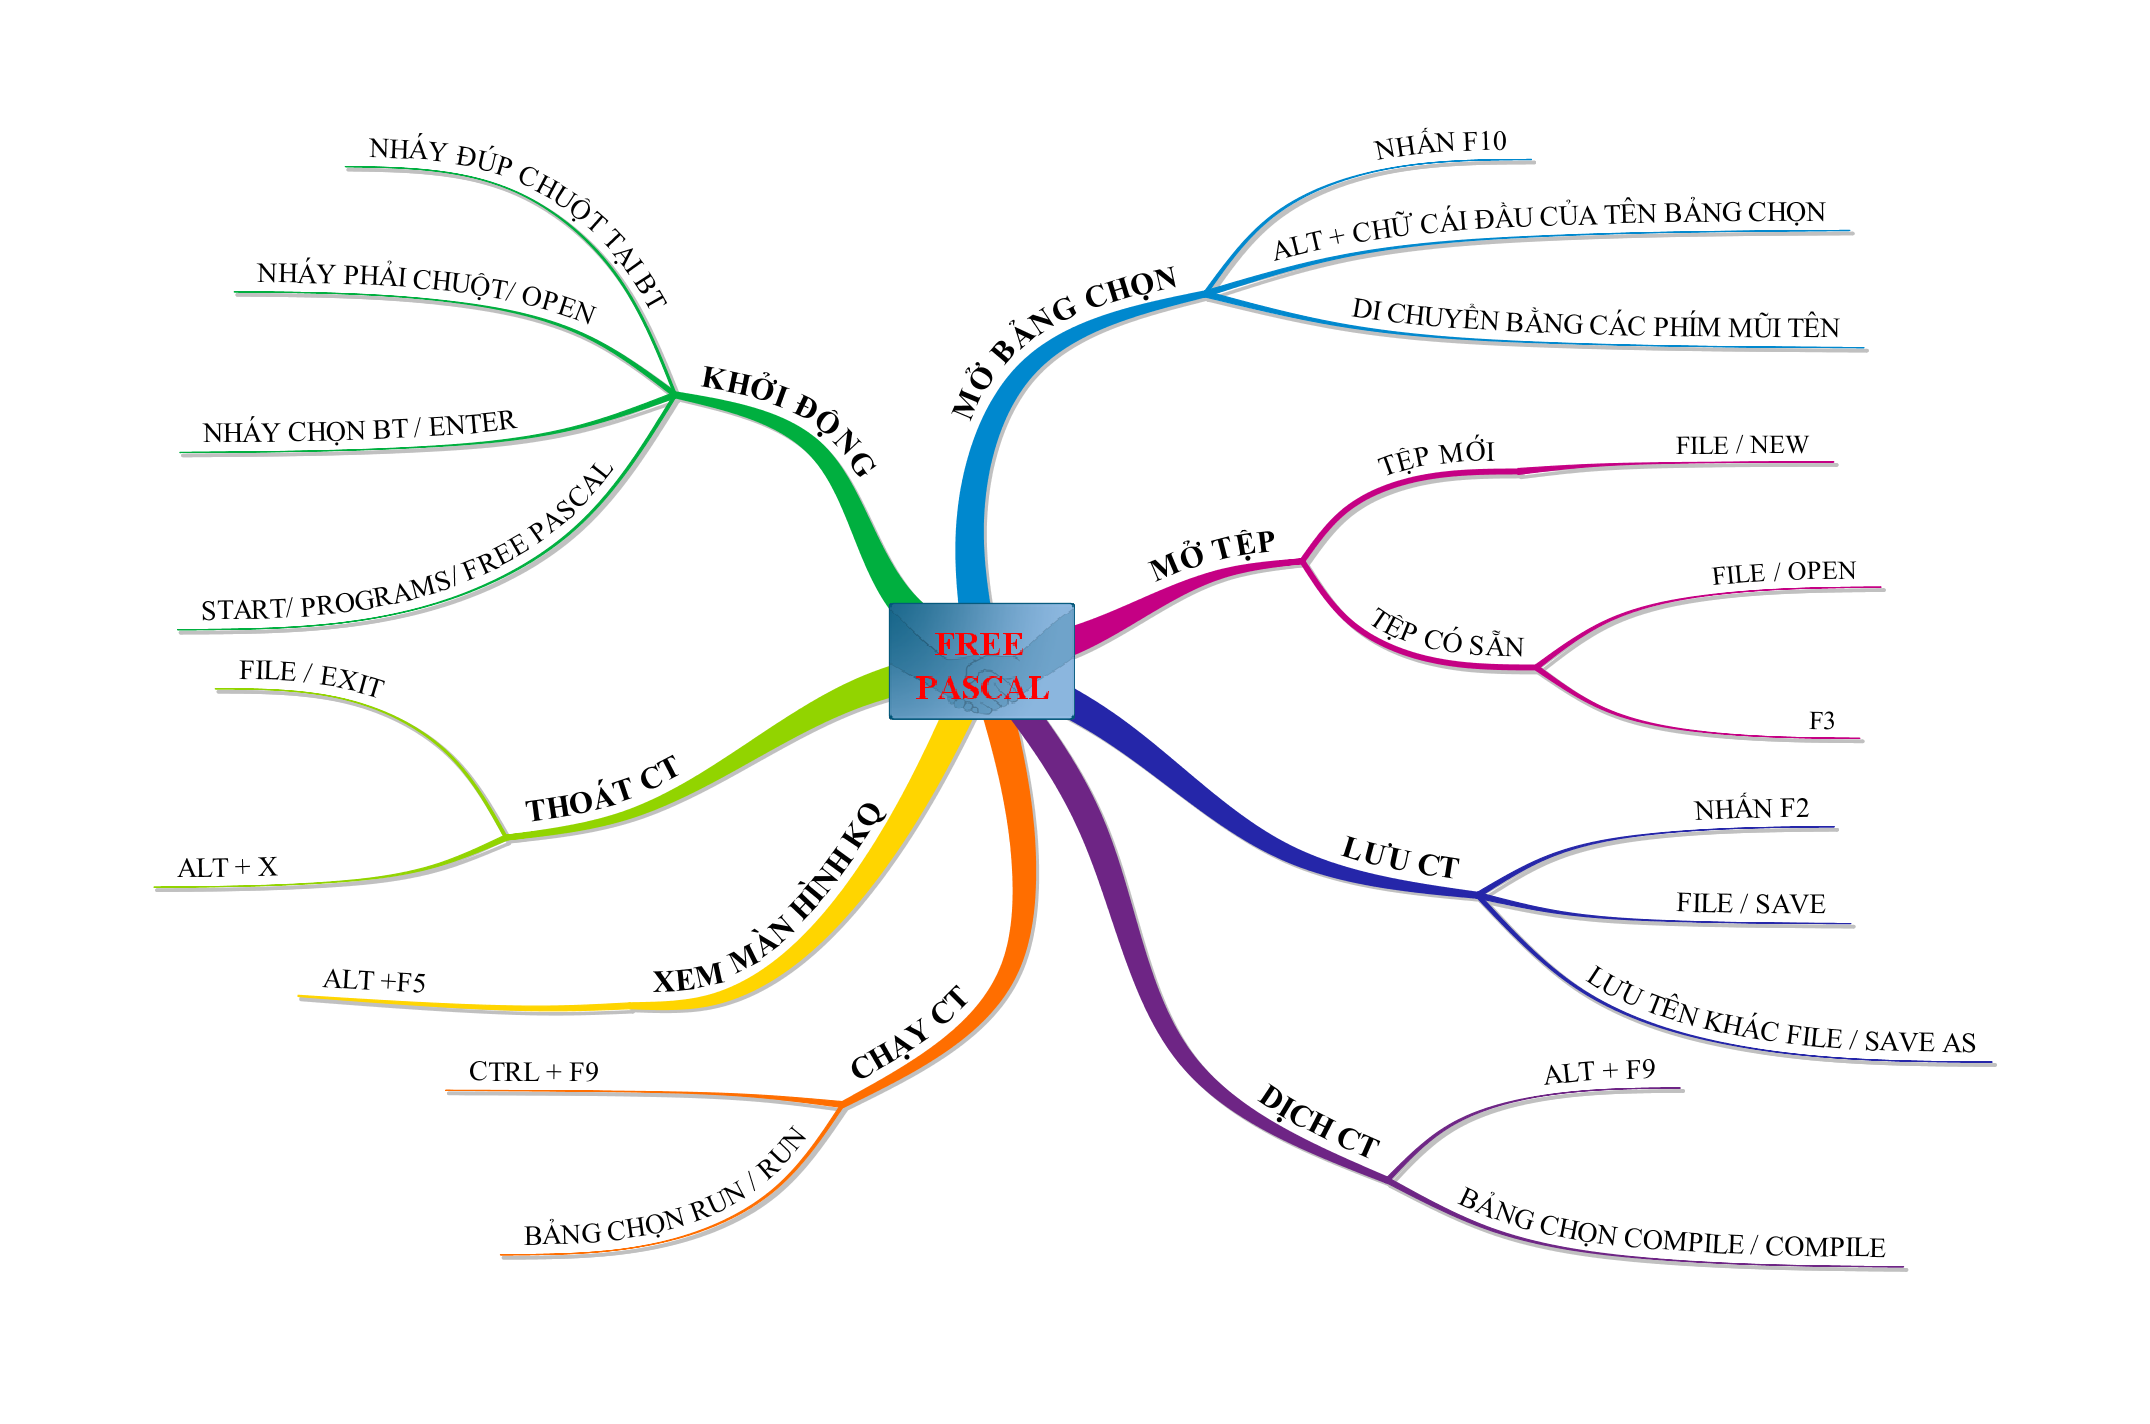 FREE
PASCAL
MỞ BẢNG CHỌN
NHẤN F10
ALT + CHỮ CÁI ĐẦU CỦA TÊN BẢNG CHỌN
DI CHUYỂN BẰNG CÁC PHÍM MŨI TÊN
MỞ TỆP
TỆP MỚI
FILE / NEW
TỆP CÓ SẴN
FILE / OPEN
F3
LƯU CT
NHẤN F2
FILE / SAVE
LƯU TÊN KHÁC FILE / SAVE AS
DỊCH CT
ALT + F9
BẢNG CHỌN COMPILE / COMPILE
CHẠY CT
CTRL + F9
BẢNG CHỌN RUN / RUN
XEM MÀN HÌNH KQ
ALT +F5
THOÁT CT
FILE / EXIT
ALT + X
KHỞI ĐỘNG
NHÁY ĐÚP CHUỘT TẠI BT
NHÁY PHẢI CHUỘT/ OPEN
NHÁY CHỌN BT / ENTER
START/ PROGRAMS/ FREE PASCAL